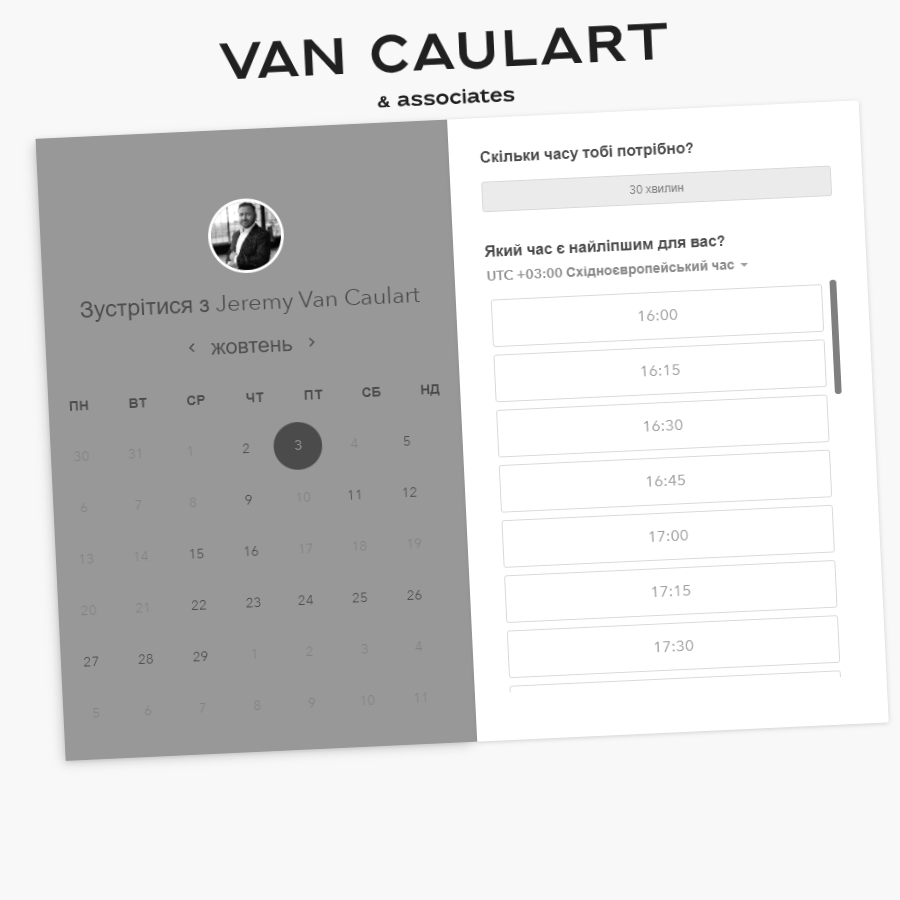 VAN CAULART
& associates
Зустрітися з Jeremy Van Caulart
‹ жовтень ›
ПН ВТ СР ЧТ ПТ СБ НД
30 31 1 2 3 4 5
6 7 8 9 10 11 12
13 14 15 16 17 18 19
20 21 22 23 24 25 26
27 28 29 1 2 3 4
5 6 7 8 9 10 11
Скільки часу тобі потрібно?
30 хвилин
Який час є найліпшим для вас?
UTC +03:00 Східноєвропейський час
16:00
16:15
16:30
16:45
17:00
17:15
17:30